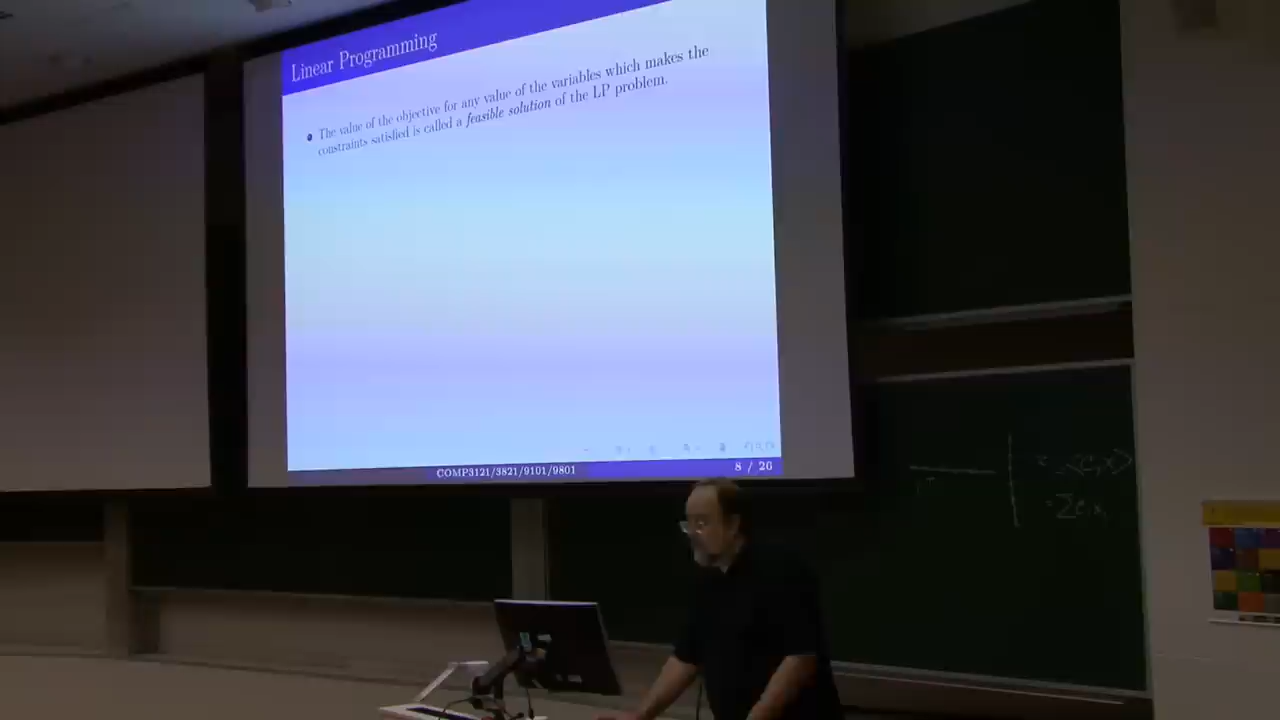 Linear Programming
• The value of the objective for any value of the variables which makes the
constraints satisfied is called a feasible solution of the LP problem.
COMP3121/3821/9101/9801
8 / 20
= <c, x>
= Σ c x